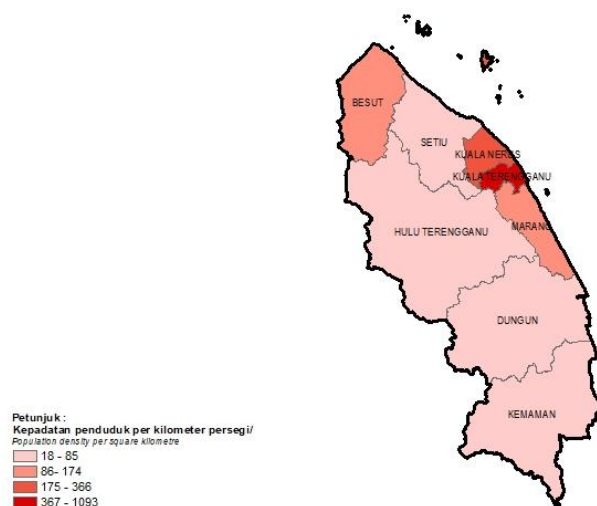 BESUT
SETIU
KUALA NERUS
KUALA TERENGGANU
HULU TERENGGANU
MARANG
DUNGUN
KEMAMAN
Petunjuk :
Kepadatan penduduk per kilometer persegi/
Population density per square kilometre
18 - 85
86- 174
175 - 366
367 - 1093